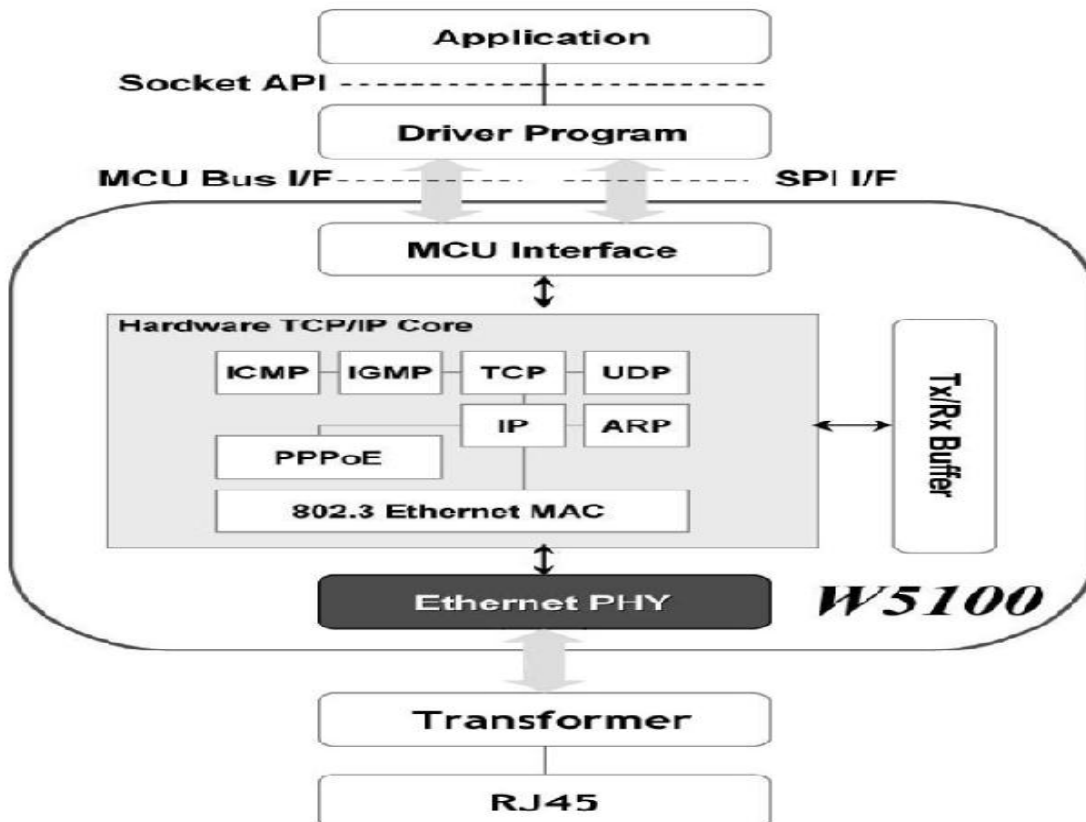 Application
Socket API
Driver Program
MCU Bus I/F
SPI I/F
MCU Interface
Hardware TCP/IP Core
ICMP
IGMP
TCP
UDP
IP
ARP
PPPoE
802.3 Ethernet MAC
Tx/Rx Buffer
Ethernet PHY
W5100
Transformer
RJ45